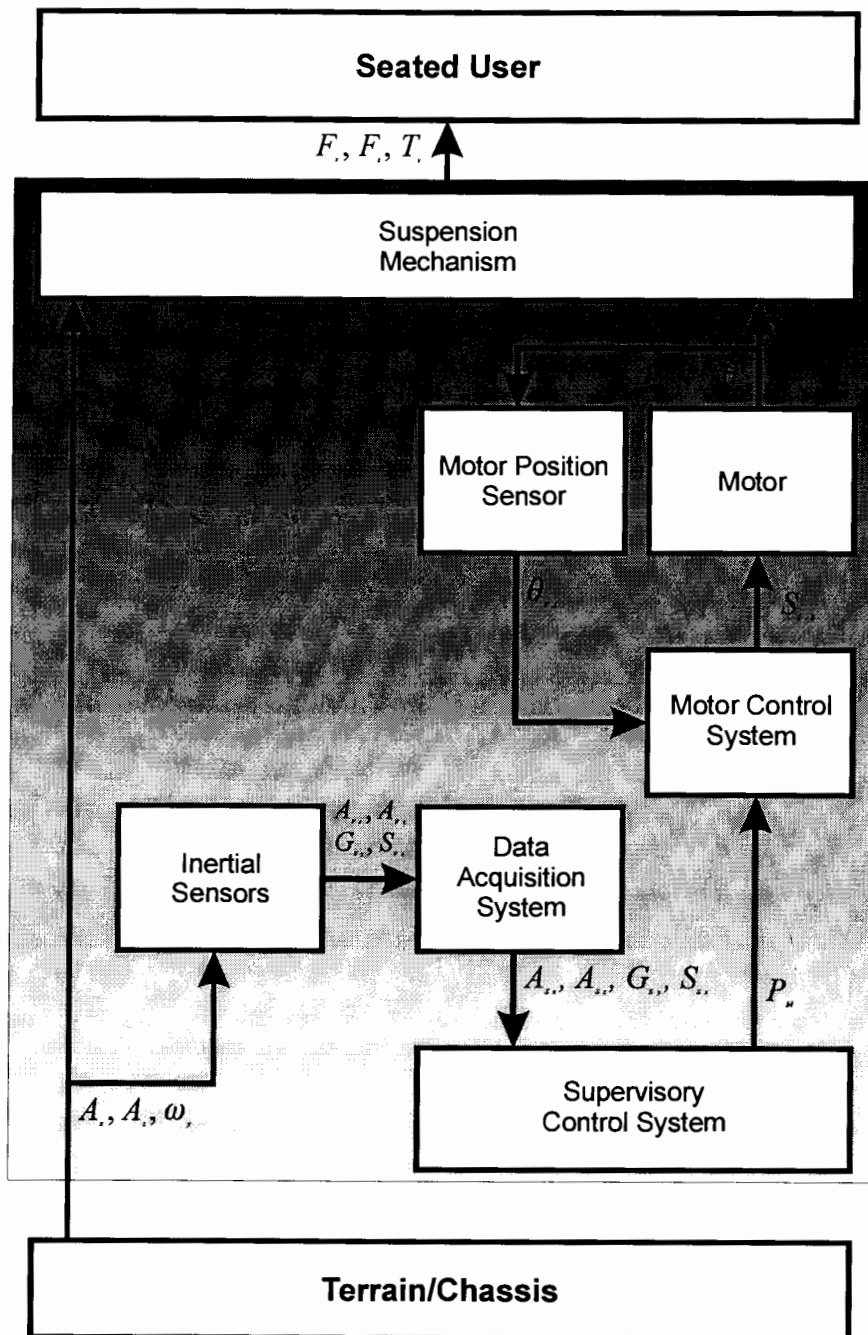 Seated User
F , F , T
Suspension
Mechanism
Motor Position
Sensor
Motor
θ
S
Motor Control
System
A , A
G , S
Inertial
Sensors
Data
Acquisition
System
A , A , G , S
P
Supervisory
Control System
A , A , ω
Terrain/Chassis